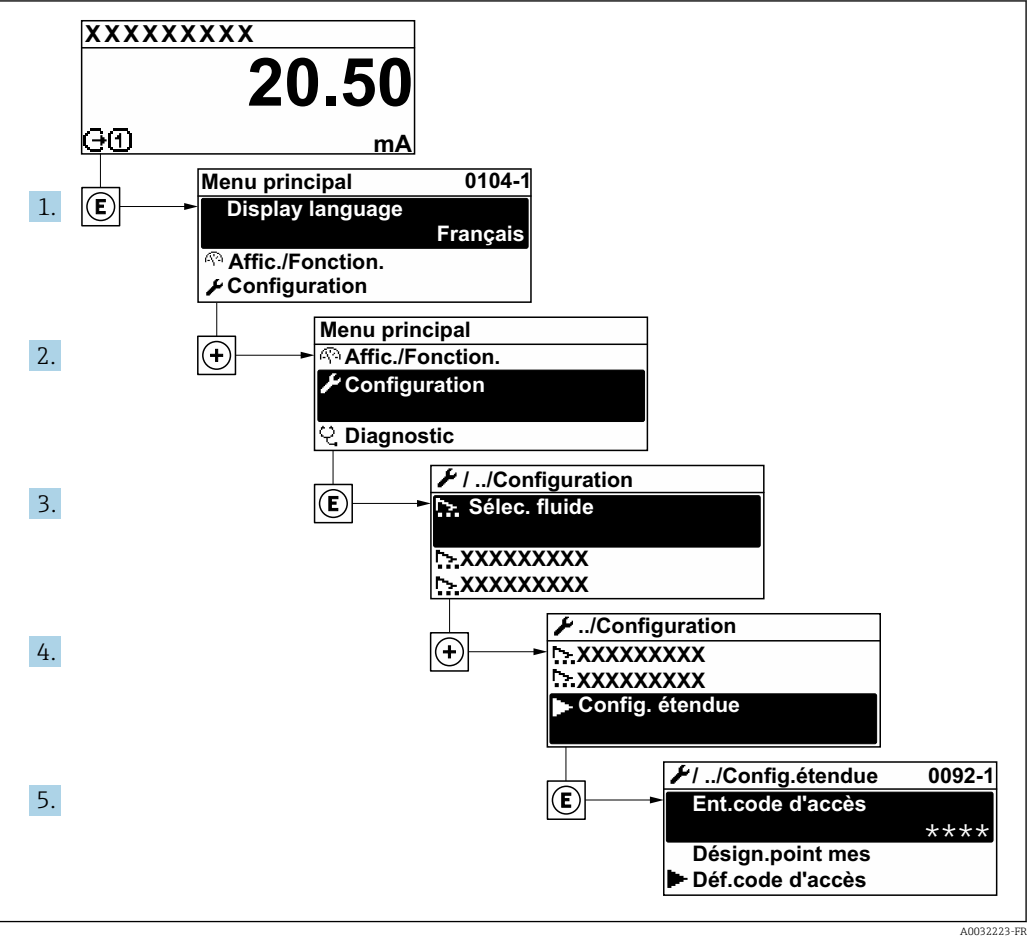 XXXXXXXXX
20.50
1
mA
1.
E
Menu principal 0104-1
Display language
Français
Affic./Fonction.
Configuration
2.
+
Menu principal
Affic./Fonction.
Configuration
Diagnostic
3.
E
/ ../Configuration
Sélec. fluide
XXXXXXXXX
XXXXXXXXX
4.
+
../Configuration
XXXXXXXXX
XXXXXXXXX
Config. étendue
5.
E
/ ../Config.étendue 0092-1
Ent.code d'accès
****
Désign.point mes
Déf.code d'accès
A0032223-FR